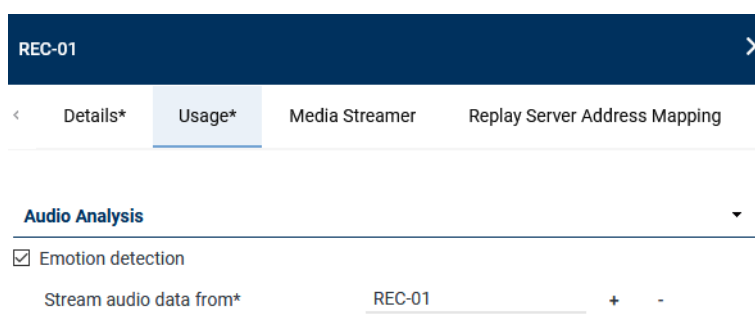 REC-01
Details* Usage* Media Streamer Replay Server Address Mapping
Audio Analysis
Emotion detection
Stream audio data from* REC-01 + -